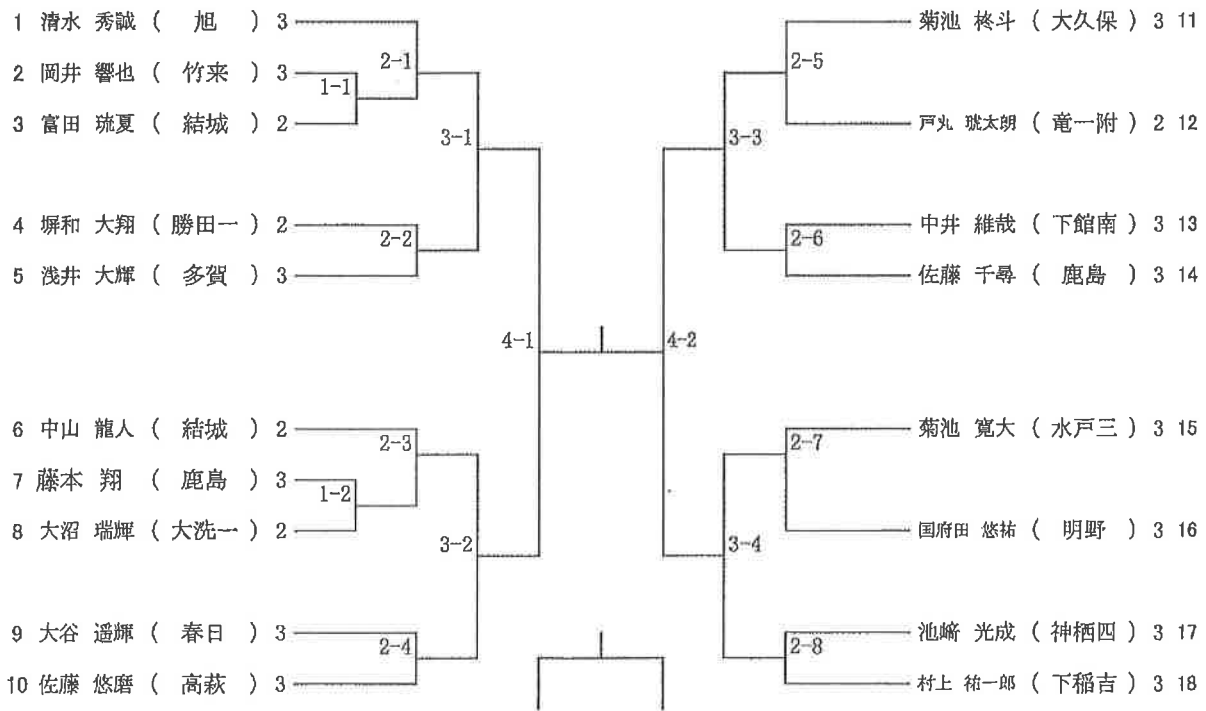 1 清水 秀誠 ( 旭 ) 3
2 岡井 響也 ( 竹来 ) 3
3 富田 琉夏 ( 結城 ) 2
4 塀和 大翔 ( 勝田一 ) 2
5 浅井 大輝 ( 多賀 ) 3
6 中山 龍人 ( 結城 ) 2
7 藤本 翔 ( 鹿島 ) 3
8 大沼 瑞輝 ( 大洗一 ) 2
9 大谷 遥輝 ( 春日 ) 3
10 佐藤 悠磨 ( 高萩 ) 3
1-1
2-1
2-2
3-1
1-2
2-3
2-4
3-2
4-1
4-2
2-5
3-3
2-6
2-7
3-4
2-8
菊池 柊斗 ( 大久保 ) 3 11
戸丸 琥太朗 ( 竜一附 ) 2 12
中井 維哉 ( 下館南 ) 3 13
佐藤 千尋 ( 鹿島 ) 3 14
菊池 寛大 ( 水戸三 ) 3 15
国府田 悠祐 ( 明野 ) 3 16
池﨑 光成 ( 神栖四 ) 3 17
村上 祐一郎 ( 下稲吉 ) 3 18